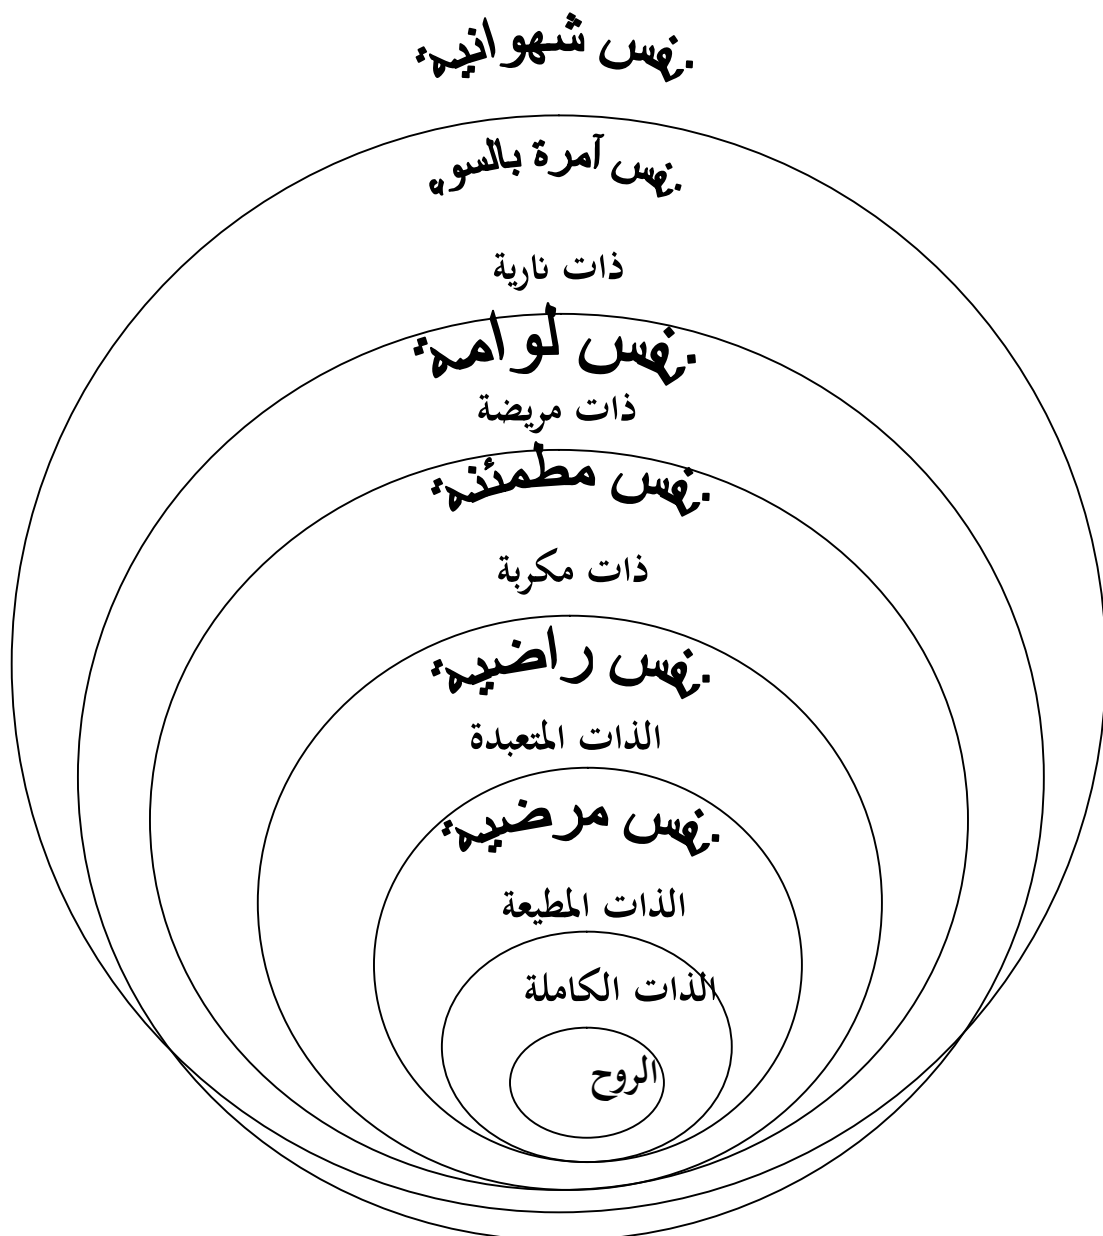 نفس شهوانية
نفس آمرة بالسوء
ذات نارية
نفس لوامة
ذات مريضة
نفس مطمئنة
ذات مكربة
نفس راضية
الذات المتعبدة
نفس مرضية
الذات المطيعة
الذات الكاملة
الروح